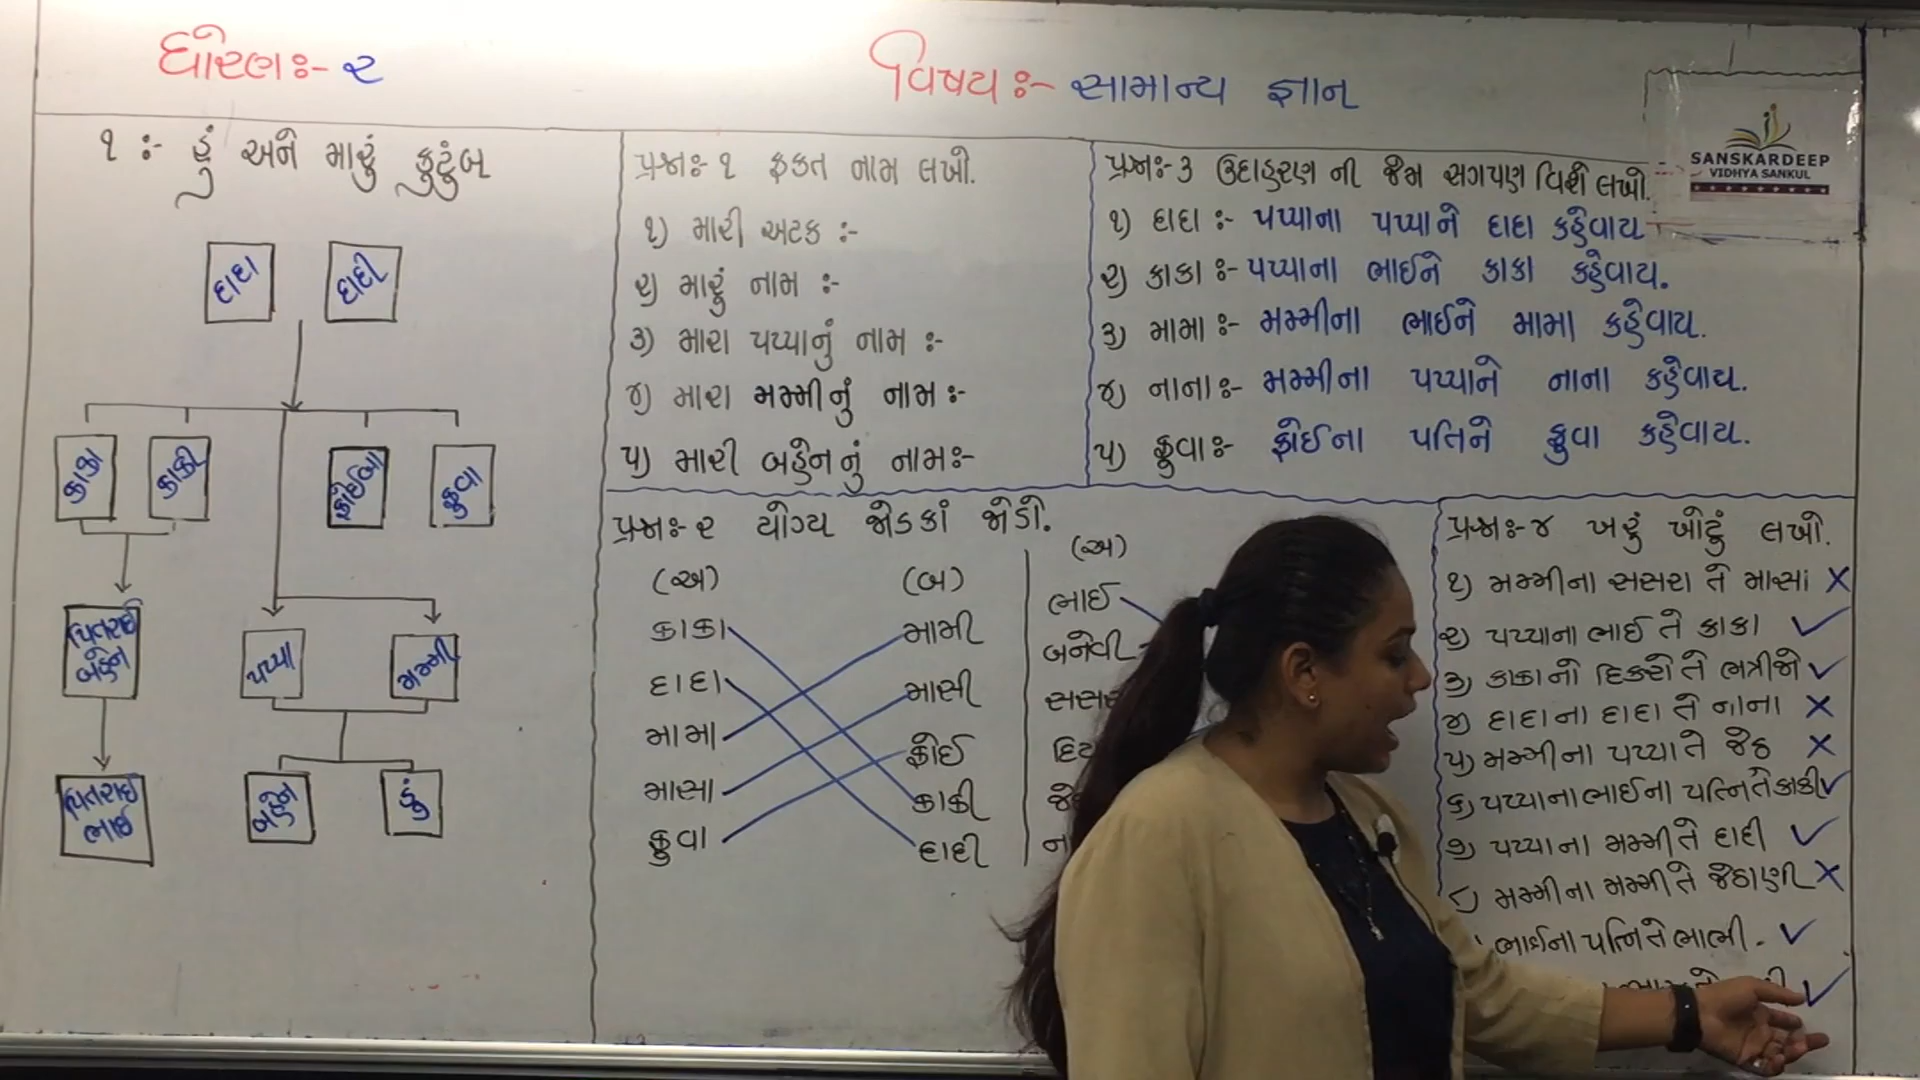 ધોરણઃ- ૨
વિષયઃ- સામાન્ય જ્ઞાન
SANSKARDEEP
VIDHYA SANKUL
૧ :- હું અને મારું કુટુંબ
દાદા
દાદી
કાકા
કાકી
ફોઈબા
ફુવા
પિતરાઈ
બહેન
પપ્પા
મમ્મી
પિતરાઈ
ભાઈ
બહેન
હું
પ્રશ્નઃ- ૧ ફકત નામ લખો.
૧) મારી અટક :-
૨) મારું નામ :-
૩) મારા પપ્પાનું નામ :-
૪) મારા મમ્મીનું નામ :-
૫) મારી બહેનનું નામઃ-
પ્રશ્નઃ- ૩ ઉદાહરણ ની જેમ સગપણ વિશે લખો.
૧) દાદા :- પપ્પાના પપ્પાને દાદા કહેવાય
૨) કાકા :- પપ્પાના ભાઈને કાકા કહેવાય.
૩) મામા :- મમ્મીના ભાઈને મામા કહેવાય.
૪) નાના :- મમ્મીના પપ્પાને નાના કહેવાય.
૫) ફુવા :- ફોઈના પતિને ફુવા કહેવાય.
પ્રશ્નઃ- ૨ યોગ્ય જોડકાં જોડો.
(અ) (બ)
કાકા મામી
દાદા માસી
મામા ફોઈ
માસા કાકી
ફુવા દાદી
(અ)
ભાઈ
બનેવી
પ્રશ્નઃ- ૪ ખરું ખોટું લખો.
૧) મમ્મીના સસરા તે માસા ✗
૨) પપ્પાના ભાઈ તે કાકા ✓
૩) કાકાનો દિકરો તે ભત્રીજો ✓
૪) દાદાના દાદા તે નાના ✗
૫) મમ્મીના પપ્પા તે જેઠ ✗
૬) પપ્પાના ભાઈના પત્નિ તે કાકી ✓
૭) પપ્પાના મમ્મી તે દાદી ✓
૮) મમ્મીના મમ્મી તે જેઠાણી ✗
ભાઈના પત્નિ તે ભાભી. ✓
✓